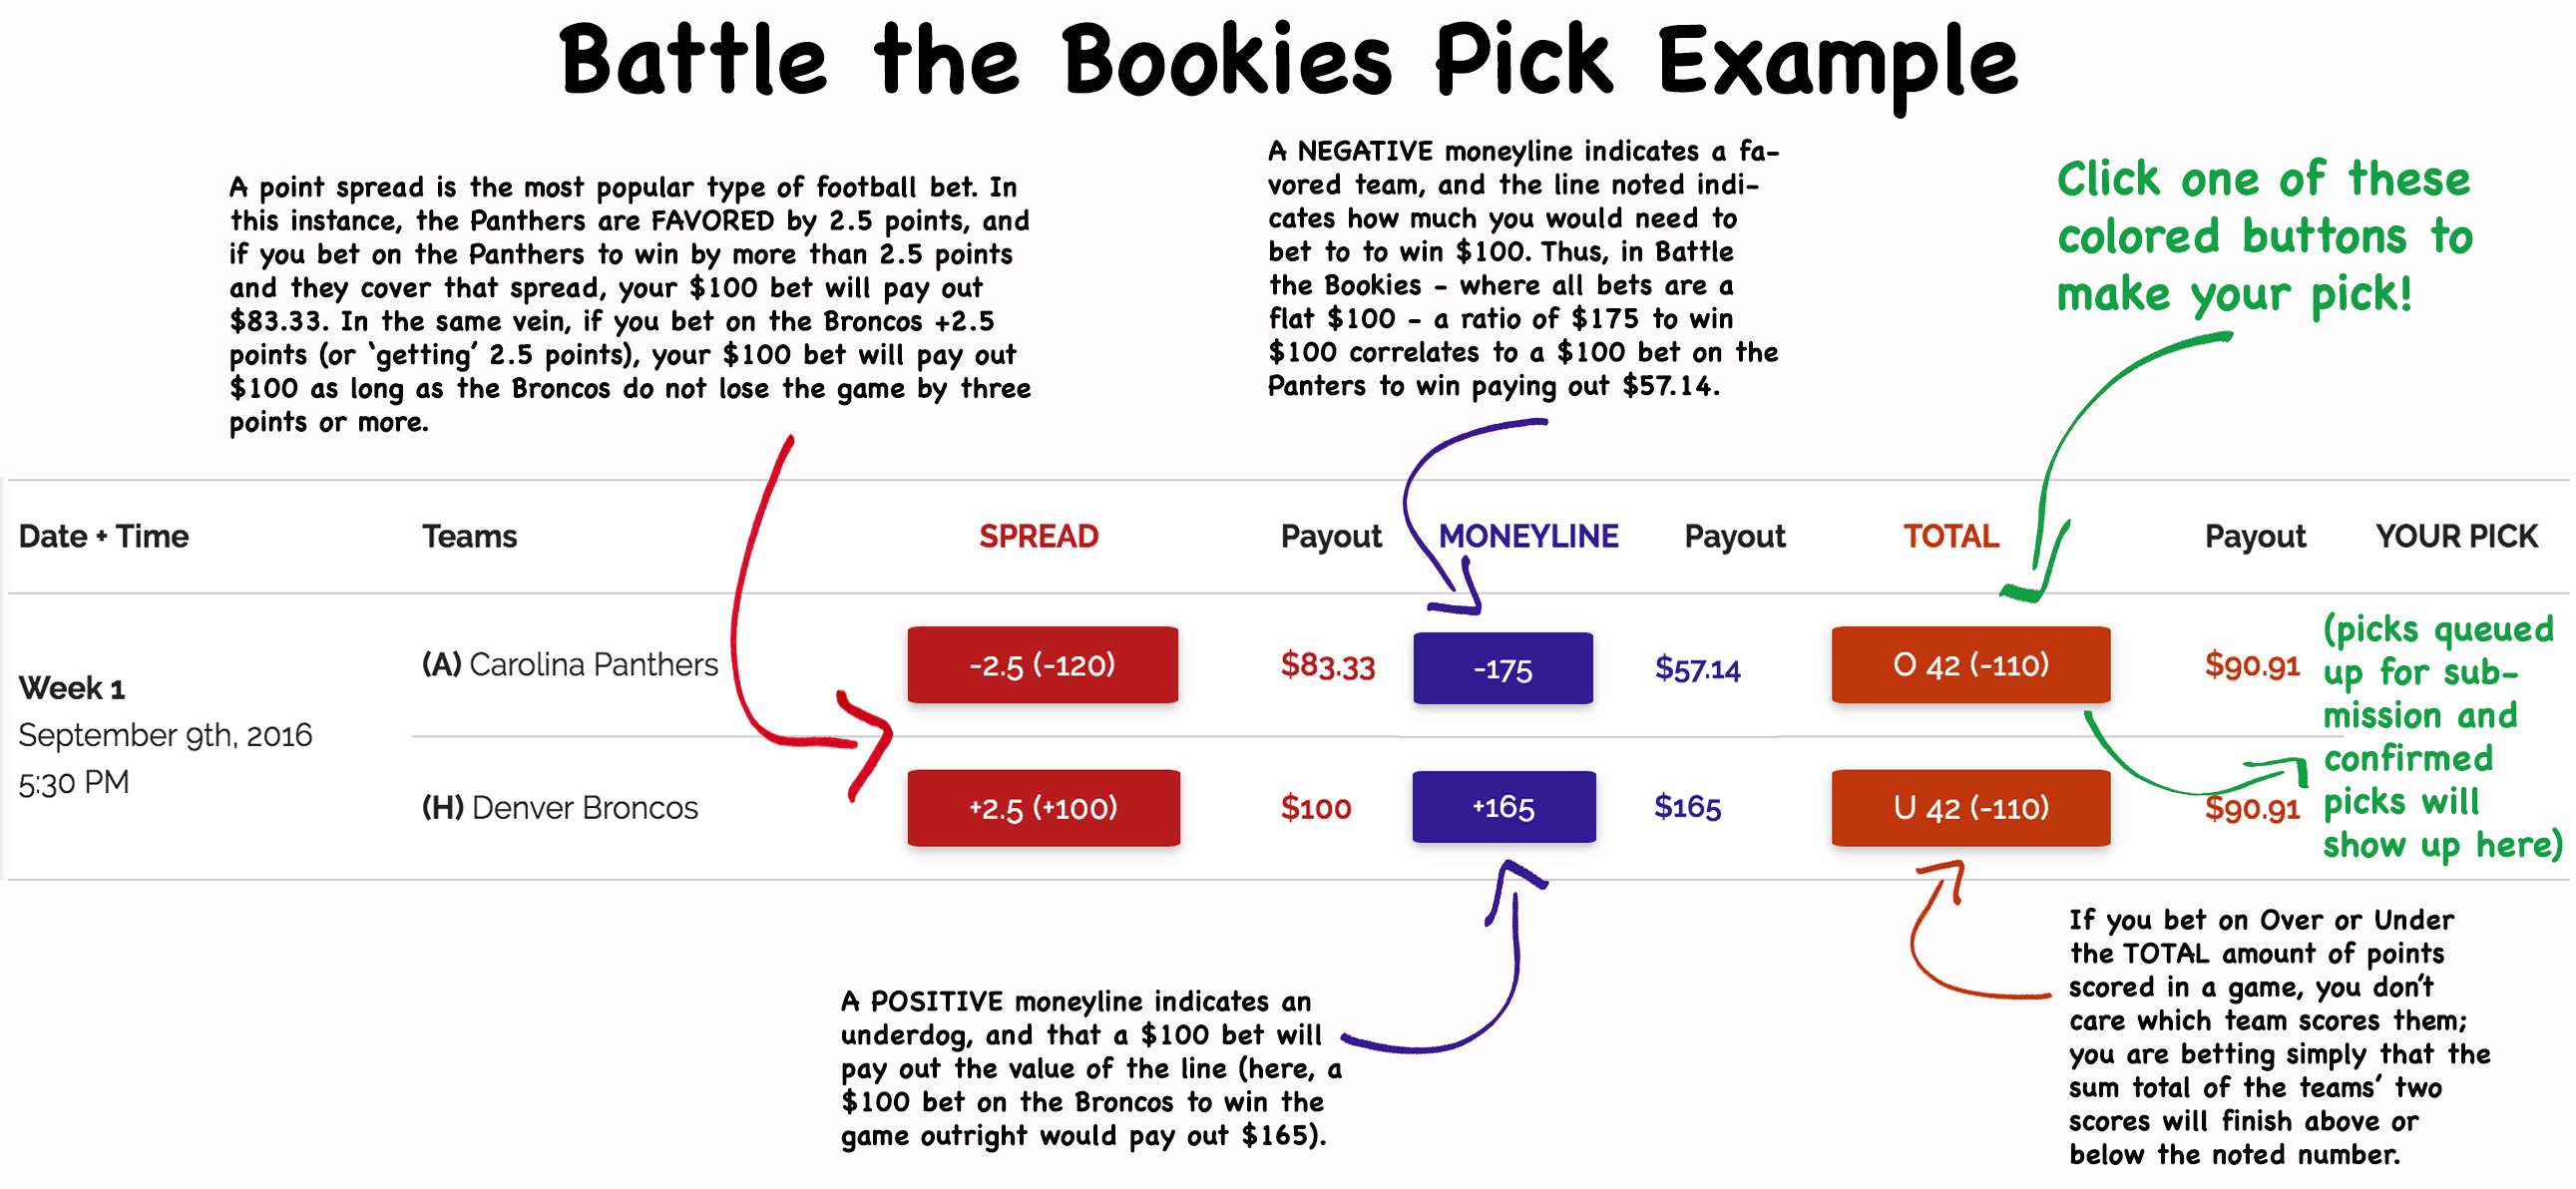 Battle the Bookies Pick Example
A point spread is the most popular type of football bet. In
this instance, the Panthers are FAVORED by 2.5 points, and
if you bet on the Panthers to win by more than 2.5 points
and they cover that spread, your $100 bet will pay out
$83.33. In the same vein, if you bet on the Broncos +2.5
points (or ‘getting’ 2.5 points), your $100 bet will pay out
$100 as long as the Broncos do not lose the game by three
points or more.
A NEGATIVE moneyline indicates a fa-
vored team, and the line noted indi-
cates how much you would need to
bet to to win $100. Thus, in Battle
the Bookies - where all bets are a
flat $100 - a ratio of $175 to win
$100 correlates to a $100 bet on the
Panters to win paying out $57.14.
Click one of these
colored buttons to
make your pick!
Date + Time Teams SPREAD Payout MONEYLINE Payout TOTAL Payout YOUR PICK
Week 1
September 9th, 2016
5:30 PM
(A) Carolina Panthers -2.5 (-120) $83.33 -175 $57.14 O 42 (-110) $90.91
(H) Denver Broncos +2.5 (+100) $100 +165 $165 U 42 (-110) $90.91
(picks queued
up for sub-
mission and
confirmed
picks will
show up here)
A POSITIVE moneyline indicates an
underdog, and that a $100 bet will
pay out the value of the line (here, a
$100 bet on the Broncos to win the
game outright would pay out $165).
If you bet on Over or Under
the TOTAL amount of points
scored in a game, you don’t
care which team scores them;
you are betting simply that the
sum total of the teams’ two
scores will finish above or
below the noted number.